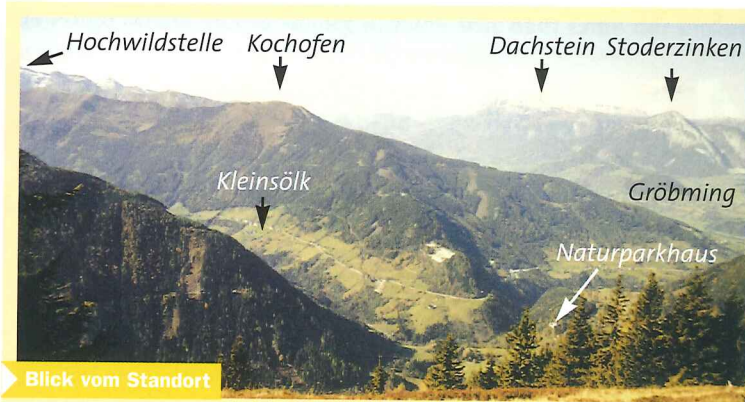 Hochwildstelle Kochofen Dachstein Stoderzinken
Kleinsölk
Gröbming
Naturparkhaus
Blick vom Standort